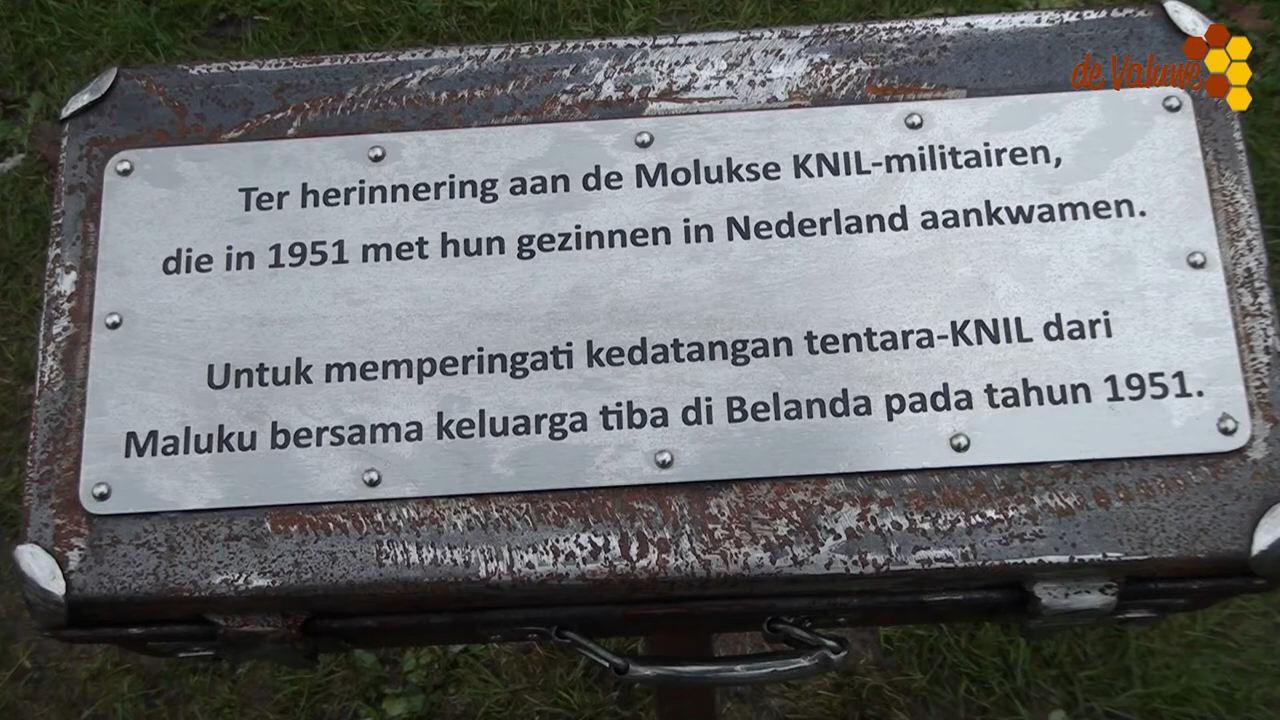 de Valuwe
Ter herinnering aan de Molukse KNIL-militairen,
die in 1951 met hun gezinnen in Nederland aankwamen.
Untuk memperingati kedatangan tentara-KNIL dari
Maluku bersama keluarga tiba di Belanda pada tahun 1951.